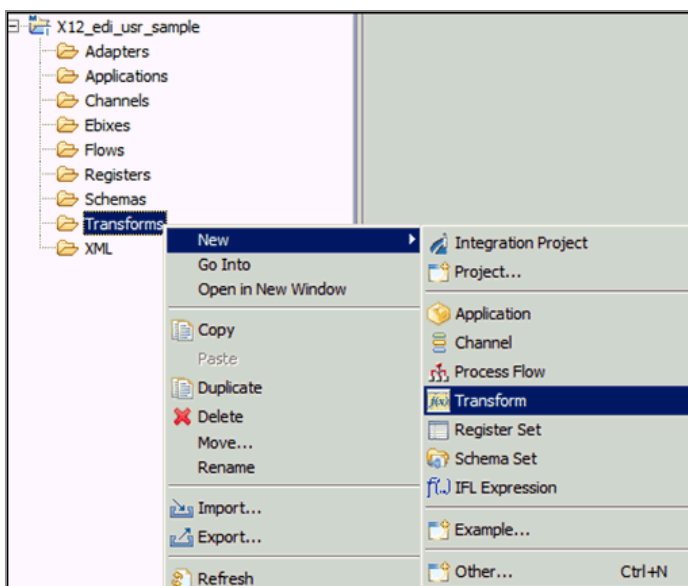 X12_edi_usr_sample
Adapters
Applications
Channels
Ebixes
Flows
Registers
Schemas
Transforms
XML
New
Go Into
Open in New Window
Copy
Paste
Duplicate
Delete
Move...
Rename
Import...
Export...
Refresh
Integration Project
Project...
Application
Channel
Process Flow
f(x) Transform
Register Set
Schema Set
f(..) IFL Expression
Example...
Other... Ctrl+N